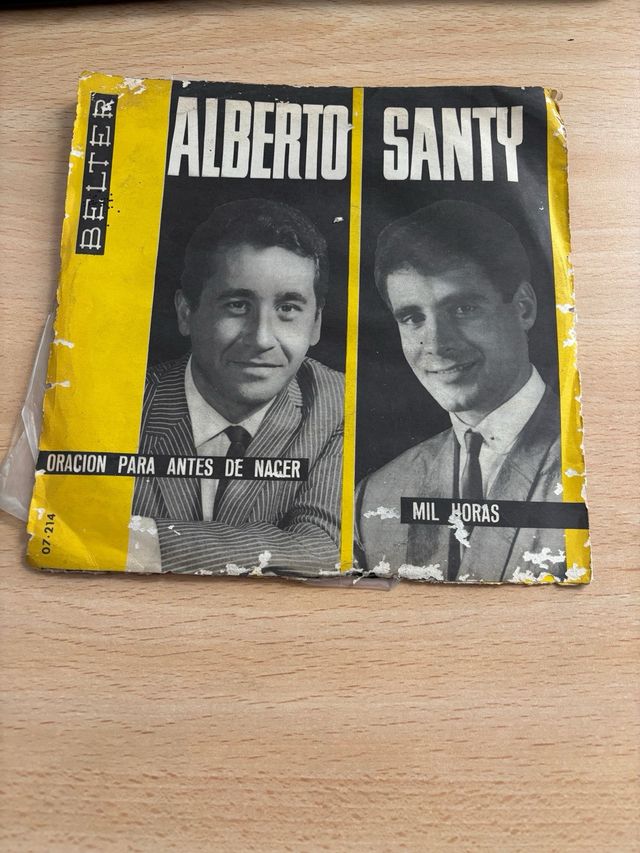 BELTER
ALBERTO
SANTY
ORACION PARA ANTES DE NACER
MIL HORAS
07·214